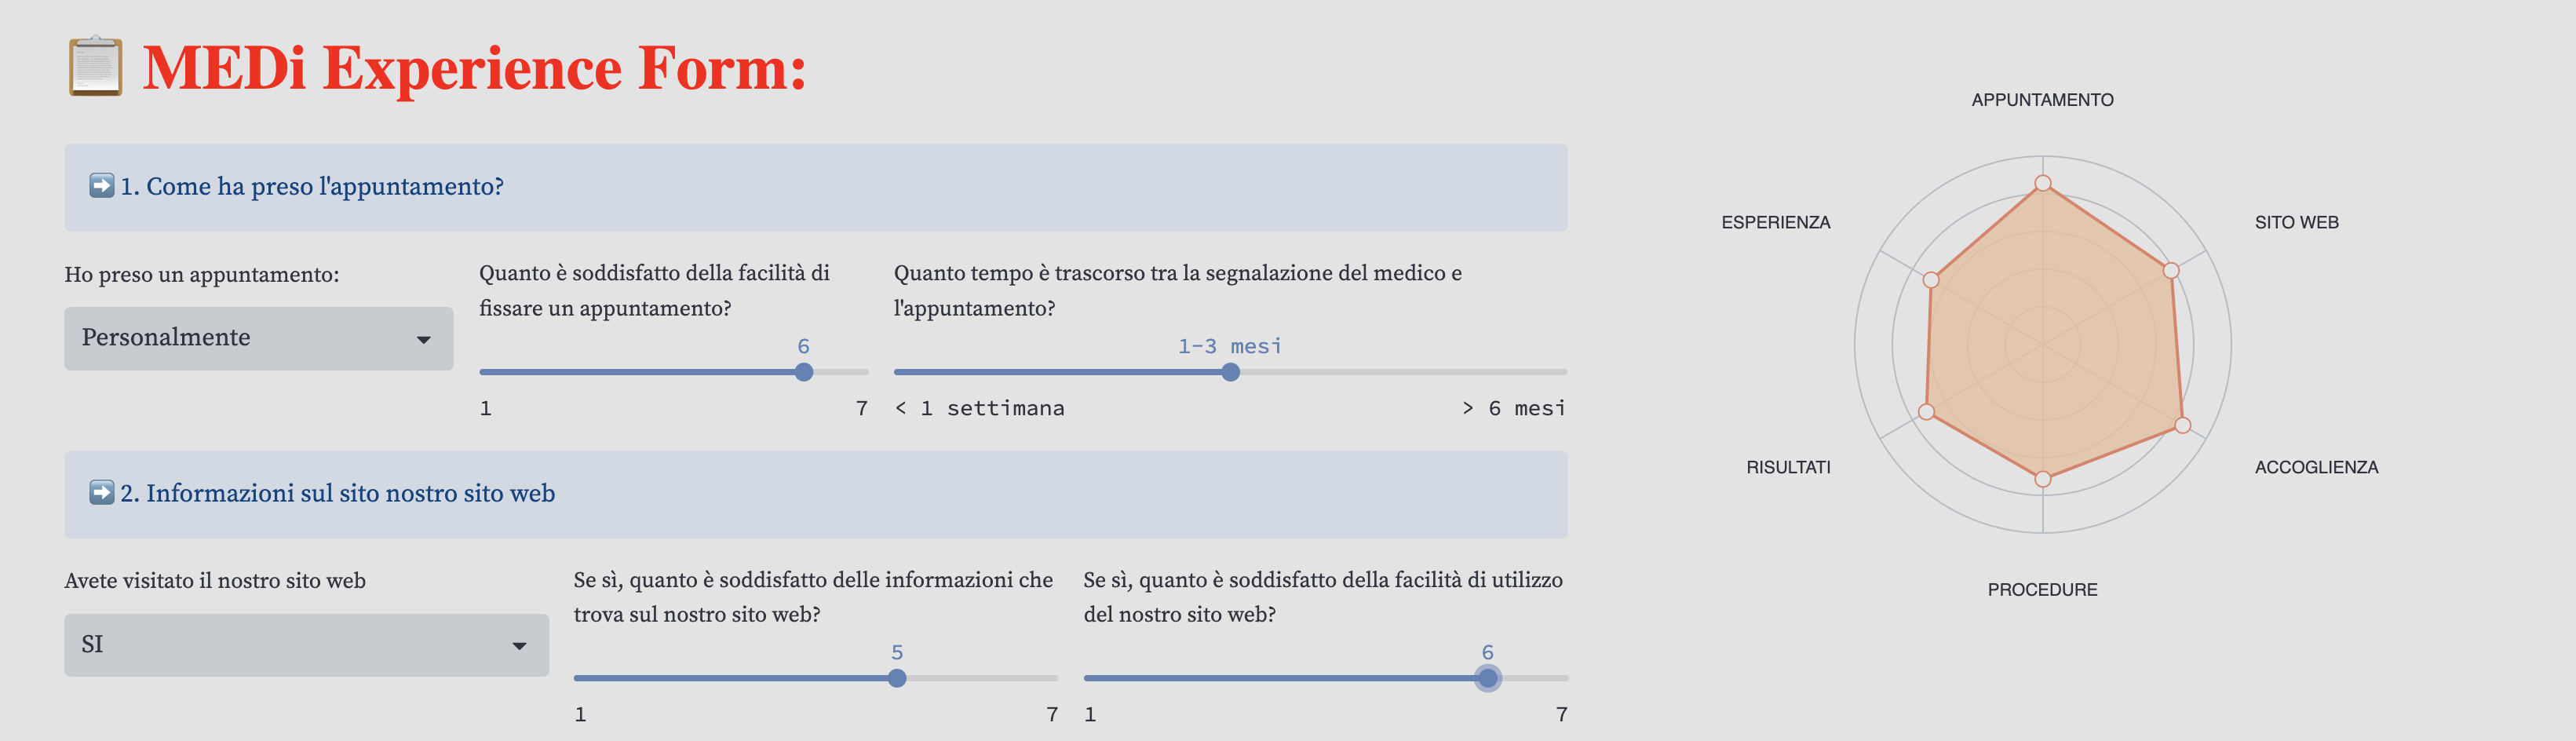 MEDi Experience Form:
1. Come ha preso l'appuntamento?
Ho preso un appuntamento:
Personalmente
Quanto è soddisfatto della facilità di
fissare un appuntamento?
6
1 7
Quanto tempo è trascorso tra la segnalazione del medico e
l'appuntamento?
1-3 mesi
< 1 settimana > 6 mesi
2. Informazioni sul sito nostro sito web
Avete visitato il nostro sito web
SI
Se sì, quanto è soddisfatto delle informazioni che
trova sul nostro sito web?
5
1 7
Se sì, quanto è soddisfatto della facilità di utilizzo
del nostro sito web?
6
1 7
APPUNTAMENTO
ESPERIENZA
SITO WEB
RISULTATI
ACCOGLIENZA
PROCEDURE